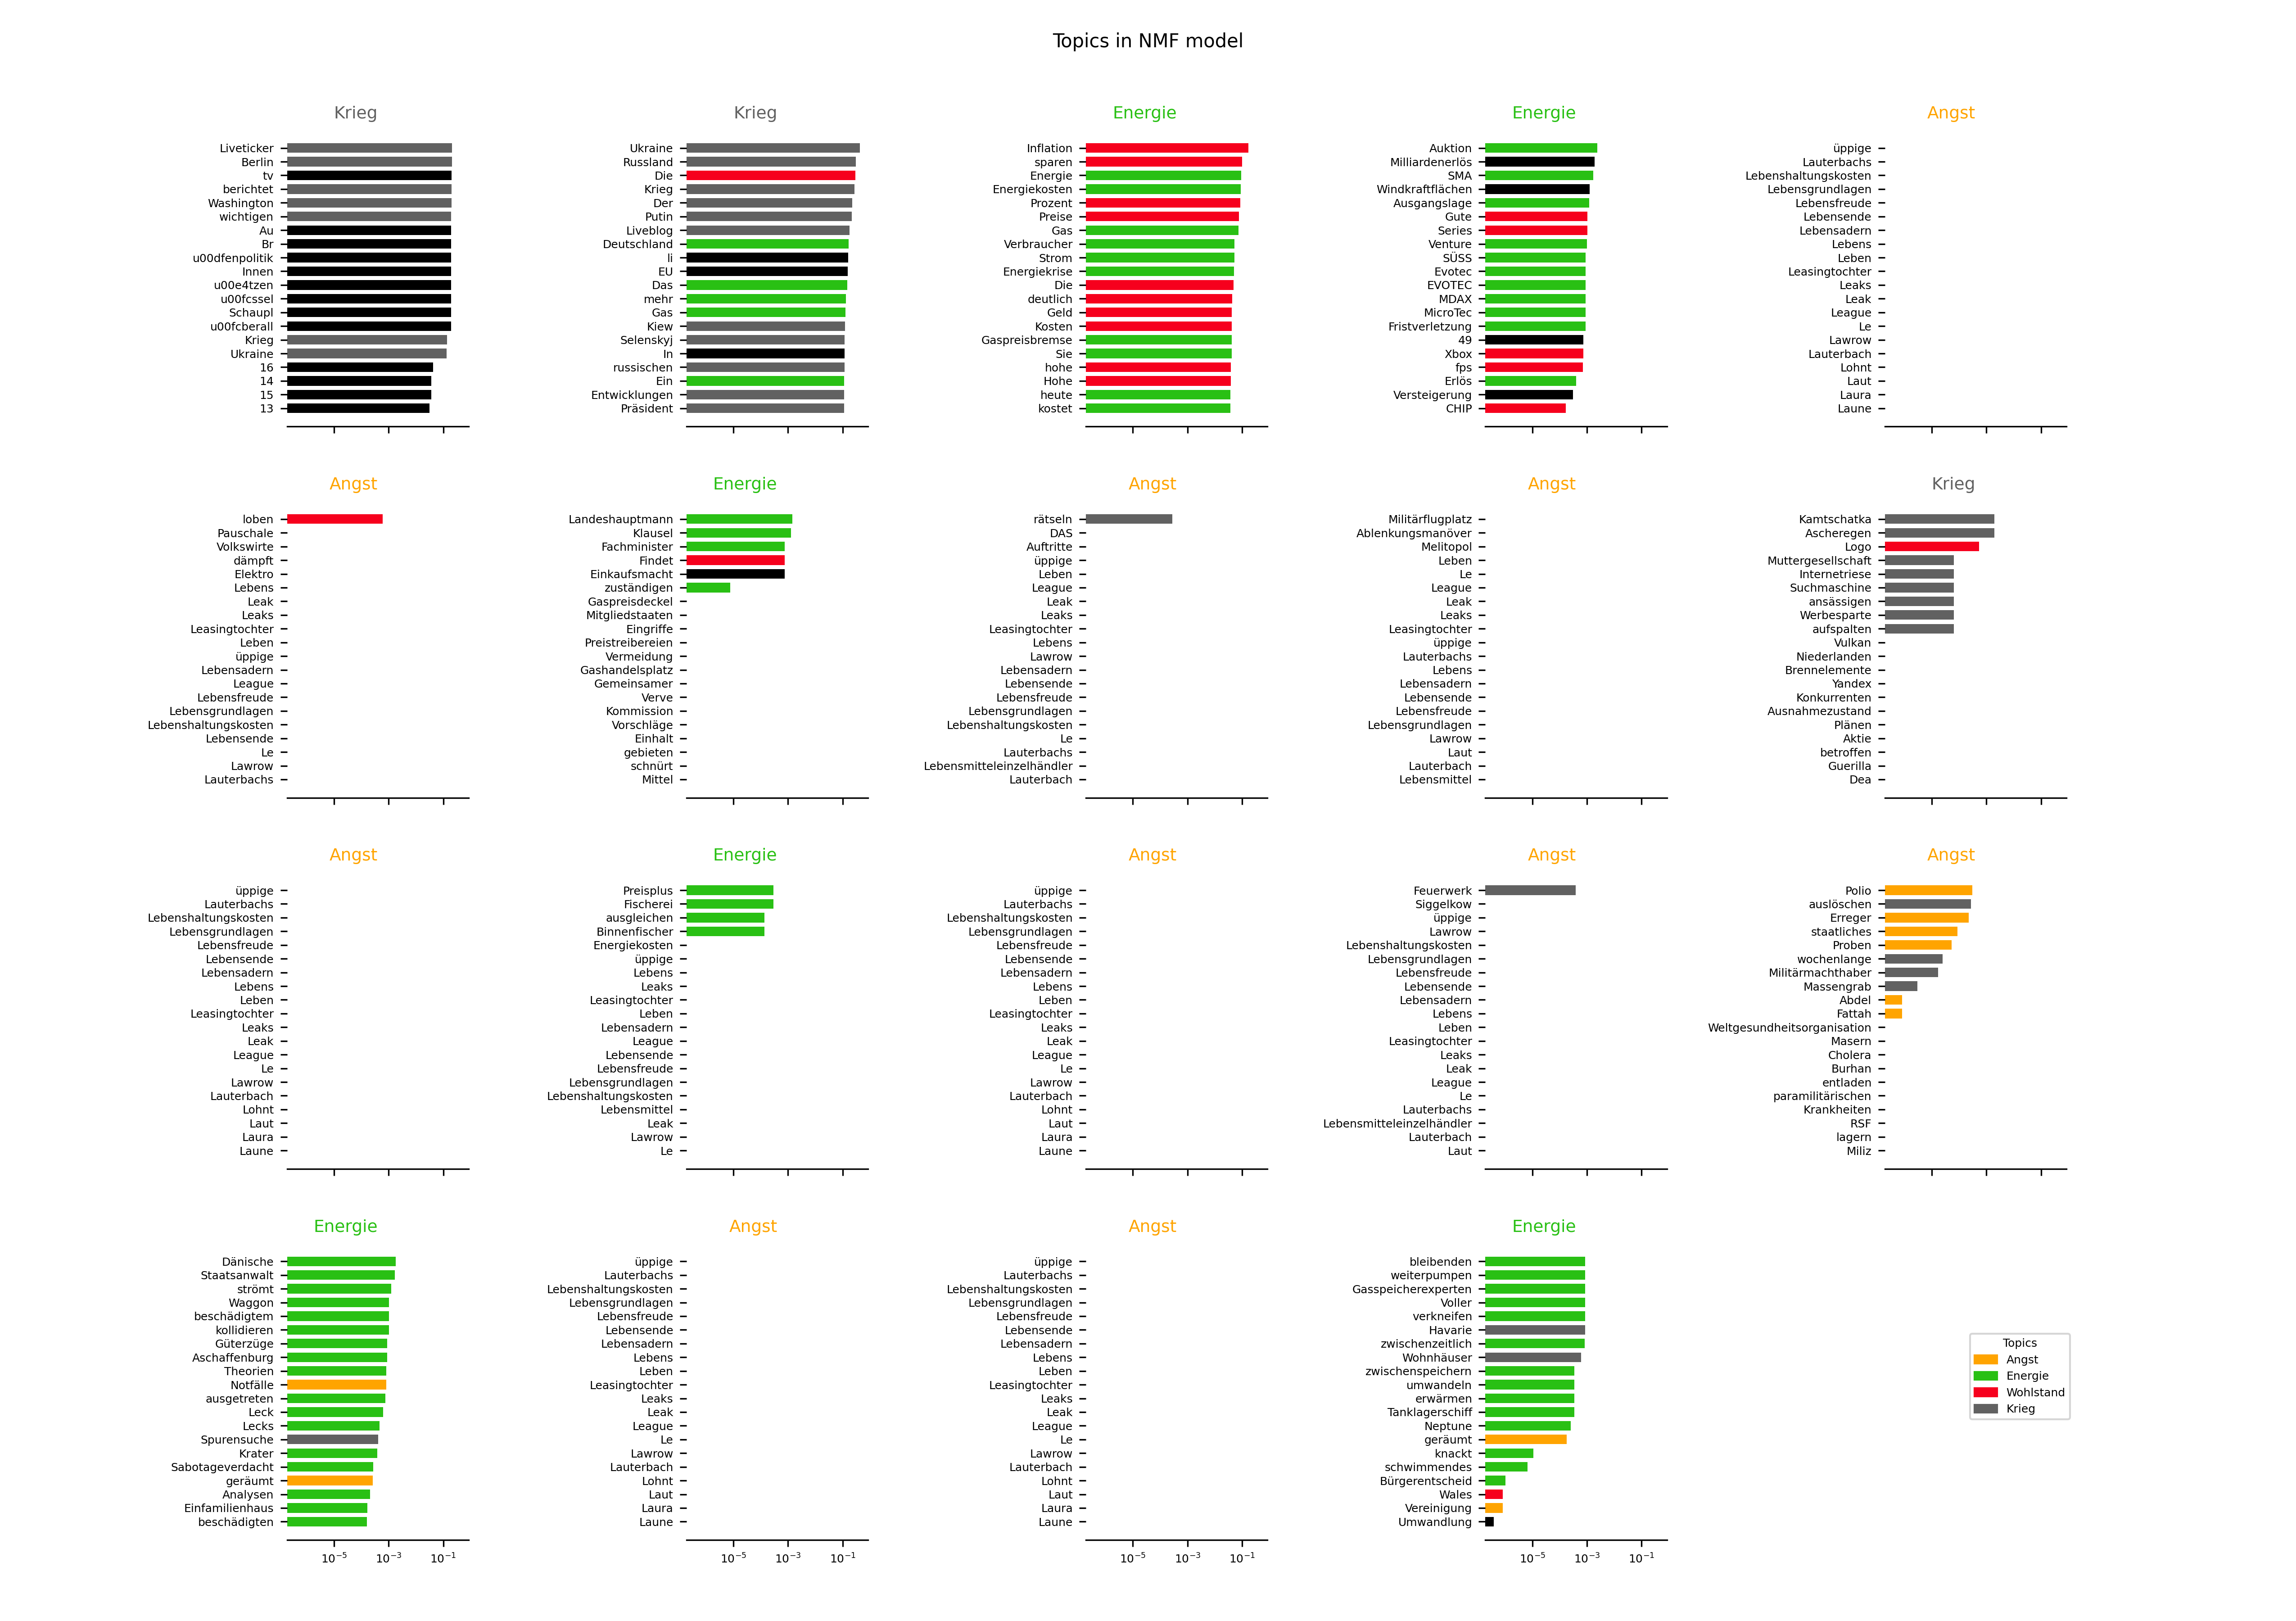 Topics in NMF model
Krieg
Liveticker
Berlin
tv
berichtet
Washington
wichtigen
Au
Br
u00dfenpolitik
Innen
u00e4tzen
u00fcssel
Schaupl
u00fcberall
Krieg
Ukraine
16
14
15
13
Krieg
Ukraine
Russland
Die
Krieg
Der
Putin
Liveblog
Deutschland
li
EU
Das
mehr
Gas
Kiew
Selenskyj
In
russischen
Ein
Entwicklungen
Präsident
Energie
Inflation
sparen
Energie
Energiekosten
Prozent
Preise
Gas
Verbraucher
Strom
Energiekrise
Die
deutlich
Geld
Kosten
Gaspreisbremse
Sie
hohe
Hohe
heute
kostet
Energie
Auktion
Milliardenerlös
SMA
Windkraftflächen
Ausgangslage
Gute
Series
Venture
SÜSS
Evotec
EVOTEC
MDAX
MicroTec
Fristverletzung
49
Xbox
fps
Erlös
Versteigerung
CHIP
Angst
üppige
Lauterbachs
Lebenshaltungskosten
Lebensgrundlagen
Lebensfreude
Lebensende
Lebensadern
Lebens
Leben
Leasingtochter
Leaks
Leak
League
Le
Lawrow
Lauterbach
Lohnt
Laut
Laura
Laune
Angst
loben
Pauschale
Volkswirte
dämpft
Elektro
Lebens
Leak
Leaks
Leasingtochter
Leben
üppige
Lebensadern
League
Lebensfreude
Lebensgrundlagen
Lebenshaltungskosten
Lebensende
Le
Lawrow
Lauterbachs
Energie
Landeshauptmann
Klausel
Fachminister
Findet
Einkaufsmacht
zuständigen
Gaspreisdeckel
Mitgliedstaaten
Eingriffe
Preistreibereien
Vermeidung
Gashandelsplatz
Gemeinsamer
Verve
Kommission
Vorschläge
Einhalt
gebieten
schnürt
Mittel
Angst
rätseln
DAS
Auftritte
üppige
Leben
League
Leak
Leaks
Leasingtochter
Lebens
Lawrow
Lebensadern
Lebensende
Lebensfreude
Lebensgrundlagen
Lebenshaltungskosten
Le
Lauterbachs
Lebensmitteleinzelhändler
Lauterbach
Angst
Militärflugplatz
Ablenkungsmanöver
Melitopol
Leben
Le
League
Leak
Leaks
Leasingtochter
üppige
Lauterbachs
Lebens
Lebensadern
Lebensende
Lebensfreude
Lebensgrundlagen
Lawrow
Laut
Lauterbach
Lebensmittel
Krieg
Kamtschatka
Ascheregen
Logo
Muttergesellschaft
Internetriese
Suchmaschine
ansässigen
Werbesparte
aufspalten
Vulkan
Niederlanden
Brennelemente
Yandex
Konkurrenten
Ausnahmezustand
Plänen
Aktie
betroffen
Guerilla
Dea
Angst
üppige
Lauterbachs
Lebenshaltungskosten
Lebensgrundlagen
Lebensfreude
Lebensende
Lebensadern
Lebens
Leben
Leasingtochter
Leaks
Leak
League
Le
Lawrow
Lauterbach
Lohnt
Laut
Laura
Laune
Energie
Preisplus
Fischerei
ausgleichen
Binnenfischer
Energiekosten
üppige
Lebens
Leaks
Leasingtochter
Leben
Lebensadern
League
Lebensende
Lebensfreude
Lebensgrundlagen
Lebenshaltungskosten
Lebensmittel
Leak
Lawrow
Le
Angst
üppige
Lauterbachs
Lebenshaltungskosten
Lebensgrundlagen
Lebensfreude
Lebensende
Lebensadern
Lebens
Leben
Leasingtochter
Leaks
Leak
League
Le
Lawrow
Lauterbach
Lohnt
Laut
Laura
Laune
Angst
Feuerwerk
Siggelkow
üppige
Lawrow
Lebenshaltungskosten
Lebensgrundlagen
Lebensfreude
Lebensende
Lebensadern
Lebens
Leben
Leasingtochter
Leaks
Leak
League
Le
Lauterbachs
Lebensmitteleinzelhändler
Lauterbach
Laut
Angst
Polio
auslöschen
Erreger
staatliches
Proben
wochenlange
Militärmachthaber
Massengrab
Abdel
Fattah
Weltgesundheitsorganisation
Masern
Cholera
Burhan
entladen
paramilitärischen
Krankheiten
RSF
lagern
Miliz
Energie
Dänische
Staatsanwalt
strömt
Waggon
beschädigtem
kollidieren
Güterzüge
Aschaffenburg
Theorien
Notfälle
ausgetreten
Leck
Lecks
Spurensuche
Krater
Sabotageverdacht
geräumt
Analysen
Einfamilienhaus
beschädigten
10⁻⁵ 10⁻³ 10⁻¹
Angst
üppige
Lauterbachs
Lebenshaltungskosten
Lebensgrundlagen
Lebensfreude
Lebensende
Lebensadern
Lebens
Leben
Leasingtochter
Leaks
Leak
League
Le
Lawrow
Lauterbach
Lohnt
Laut
Laura
Laune
10⁻⁵ 10⁻³ 10⁻¹
Angst
üppige
Lauterbachs
Lebenshaltungskosten
Lebensgrundlagen
Lebensfreude
Lebensende
Lebensadern
Lebens
Leben
Leasingtochter
Leaks
Leak
League
Le
Lawrow
Lauterbach
Lohnt
Laut
Laura
Laune
10⁻⁵ 10⁻³ 10⁻¹
Energie
bleibenden
weiterpumpen
Gasspeicherexperten
Voller
verkneifen
Havarie
zwischenzeitlich
Wohnhäuser
zwischenspeichern
umwandeln
erwärmen
Tanklagerschiff
Neptune
geräumt
knackt
schwimmendes
Bürgerentscheid
Wales
Vereinigung
Umwandlung
10⁻⁵ 10⁻³ 10⁻¹
Topics
Angst
Energie
Wohlstand
Krieg